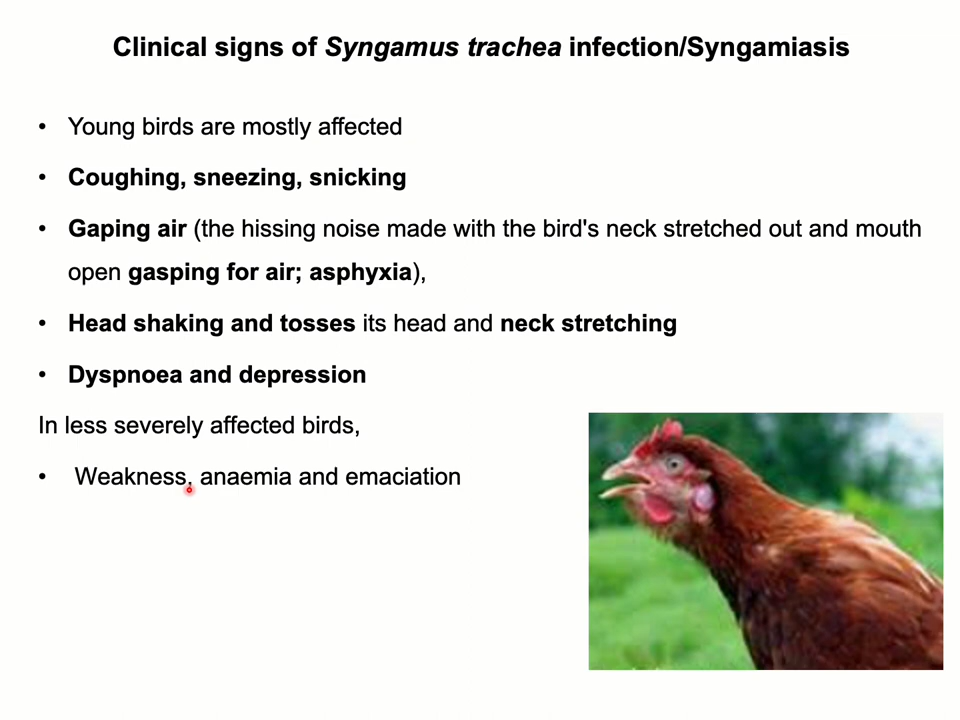 Clinical signs of Syngamus trachea infection/Syngamiasis
• Young birds are mostly affected
• Coughing, sneezing, snicking
• Gaping air (the hissing noise made with the bird's neck stretched out and mouth
open gasping for air; asphyxia),
• Head shaking and tosses its head and neck stretching
• Dyspnoea and depression
In less severely affected birds,
• Weakness, anaemia and emaciation